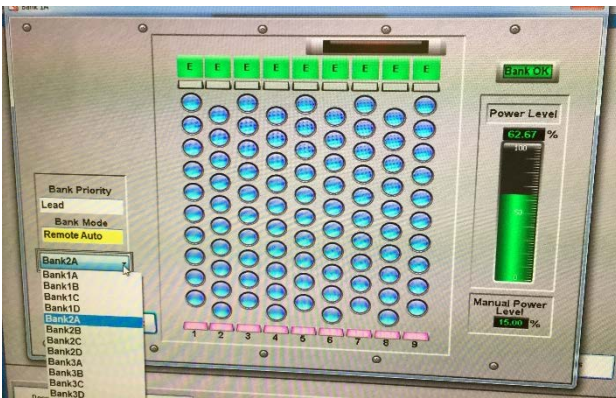 Bank 1A
E E E E E E E E E
Bank OK
Power Level
62.67 %
100
50
0
Bank Priority
Lead
Bank Mode
Remote Auto
Bank2A
Bank1A
Bank1B
Bank1C
Bank1D
Bank2A
Bank2B
Bank2C
Bank2D
Bank3A
Bank3B
Bank3C
Bank3D
Manual Power
Level
15.00 %
1 2 3 4 5 6 7 8 9